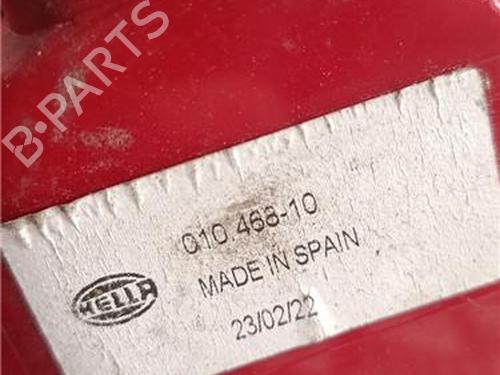 B-PARTS
010 468-10
MADE IN SPAIN
HELLA
23/02/22